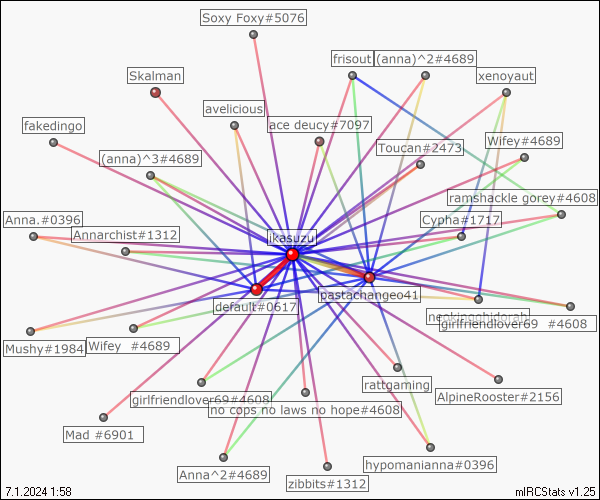 Soxy Foxy#5076
frisout
(anna)^2#4689
Skalman
xenoyaut
avelicious
fakedingo
ace deucy#7097
Wifey#4689
Toucan#2473
(anna)^3#4689
ramshackle gorey#4608
Anna.#0396
Cypha#1717
Annarchist#1312
ikasuzu
pastachangeo41
default#0617
neokingghidorah
girlfriendlover69 #4608
Mushy#1984
Wifey #4689
rattgaming
girlfriendlover69#4608
AlpineRooster#2156
no cops no laws no hope#4608
Mad #6901
hypomanianna#0396
Anna^2#4689
zibbits#1312
7.1.2024 1:58
mIRCStats v1.25